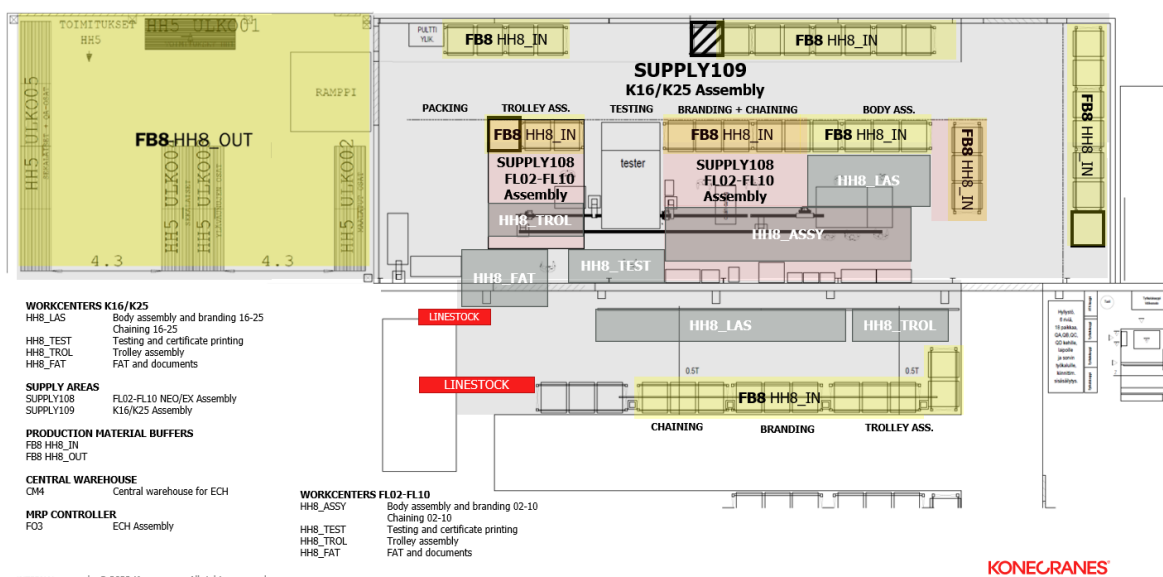 TOIMITUKSET
HH5
HH5 ULKO01
HH5 ULKO05
RAMPPI
FB8 HH8_OUT
HH5 ULKO02
4.3
4.3
PULTTI
YLIK.
FB8 HH8_IN
FB8 HH8_IN
SUPPLY109
K16/K25 Assembly
PACKING
TROLLEY ASS.
TESTING
BRANDING + CHAINING
BODY ASS.
FB8 HH8_IN
FB8 HH8_IN
FB8 HH8_IN
FB8 HH8_IN
FB8 HH8_IN
SUPPLY108
FL02-FL10
Assembly
tester
SUPPLY108
FL02-FL10
Assembly
HH8_LAS
HH8_TROL
HH8_ASSY
HH8_FAT
HH8_TEST
LINESTOCK
HH8_LAS
HH8_TROL
LINESTOCK
0.5T
0.5T
FB8 HH8_IN
CHAINING
BRANDING
TROLLEY ASS.
WORKCENTERS K16/K25
HH8_LAS Body assembly and branding 16-25
Chaining 16-25
HH8_TEST Testing and certificate printing
HH8_TROL Trolley assembly
HH8_FAT FAT and documents
SUPPLY AREAS
SUPPLY108 FL02-FL10 NEO/EX Assembly
SUPPLY109 K16/K25 Assembly
PRODUCTION MATERIAL BUFFERS
FB8 HH8_IN
FB8 HH8_OUT
CENTRAL WAREHOUSE
CM4 Central warehouse for ECH
MRP CONTROLLER
FO3 ECH Assembly
WORKCENTERS FL02-FL10
HH8_ASSY Body assembly and branding 02-10
Chaining 02-10
HH8_TEST Testing and certificate printing
HH8_TROL Trolley assembly
HH8_FAT FAT and documents
KONECRANES